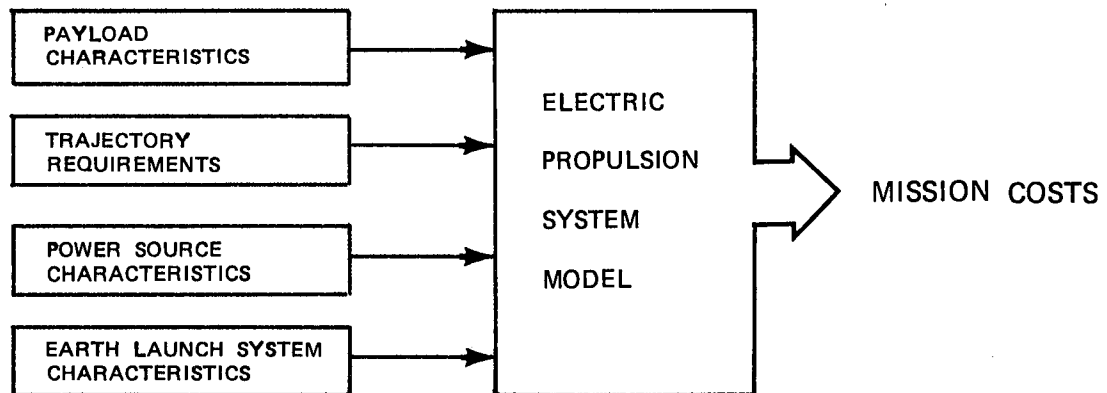 PAYLOAD
CHARACTERISTICS
TRAJECTORY
REQUIREMENTS
POWER SOURCE
CHARACTERISTICS
EARTH LAUNCH SYSTEM
CHARACTERISTICS
ELECTRIC
PROPULSION
SYSTEM
MODEL
MISSION COSTS